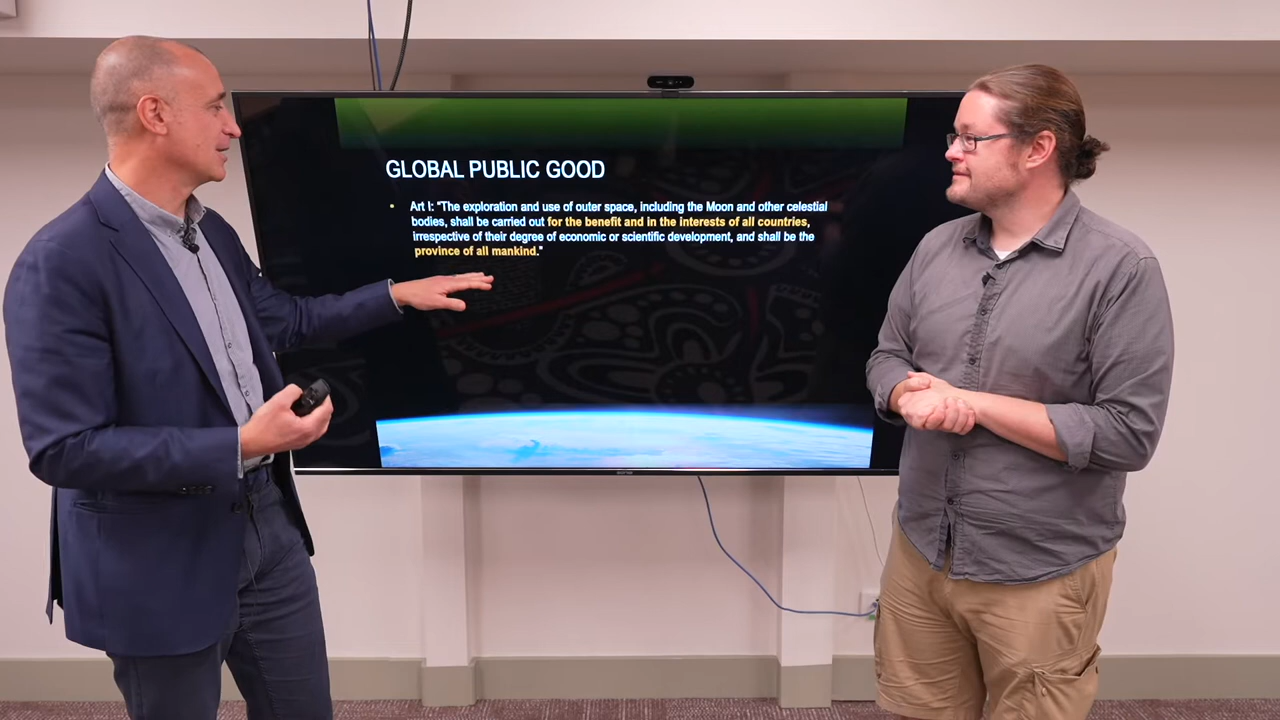 GLOBAL PUBLIC GOOD
▪ Art I: “The exploration and use of outer space, including the Moon and other celestial
bodies, shall be carried out for the benefit and in the interests of all countries,
irrespective of their degree of economic or scientific development, and shall be the
province of all mankind.”